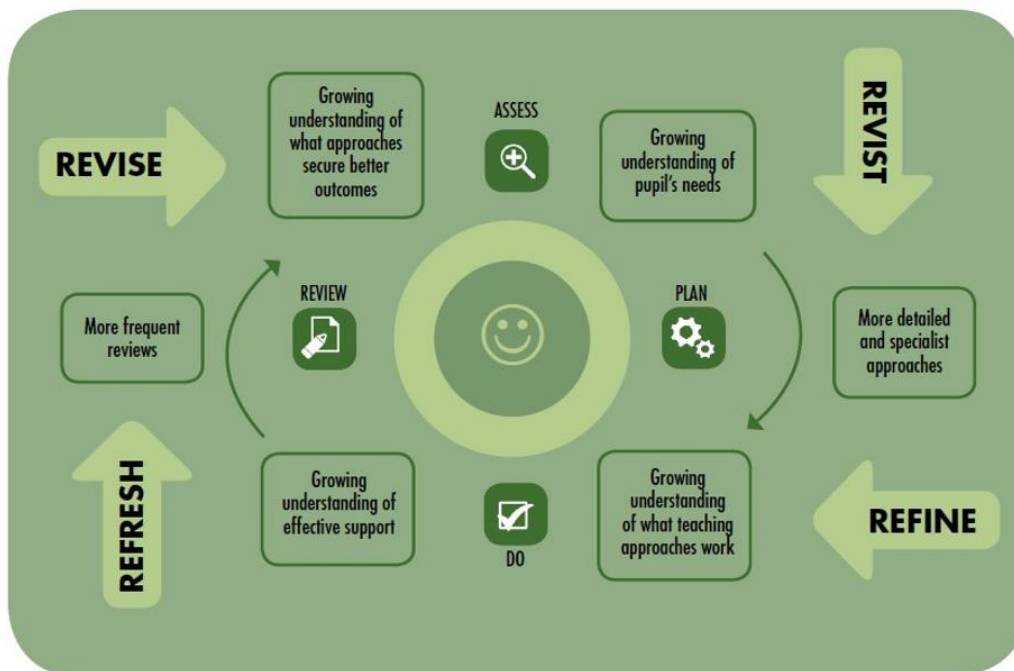 REVISE
Growing
understanding of
what approaches
secure better
outcomes
ASSESS
Growing
understanding of
pupil's needs
REVIST
More frequent
reviews
REVIEW
PLAN
More detailed
and specialist
approaches
REFRESH
Growing
understanding of
effective support
DO
Growing
understanding
of what teaching
approaches work
REFINE